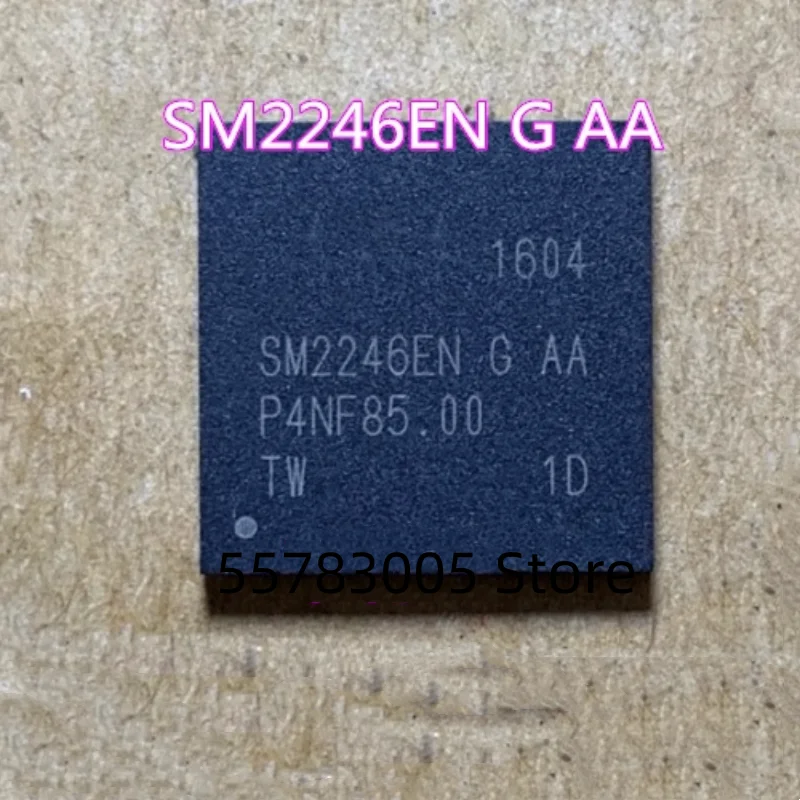 SM2246EN G AA
1604
SM2246EN G AA
P4NF85.00
TW 1D
55783005 Store